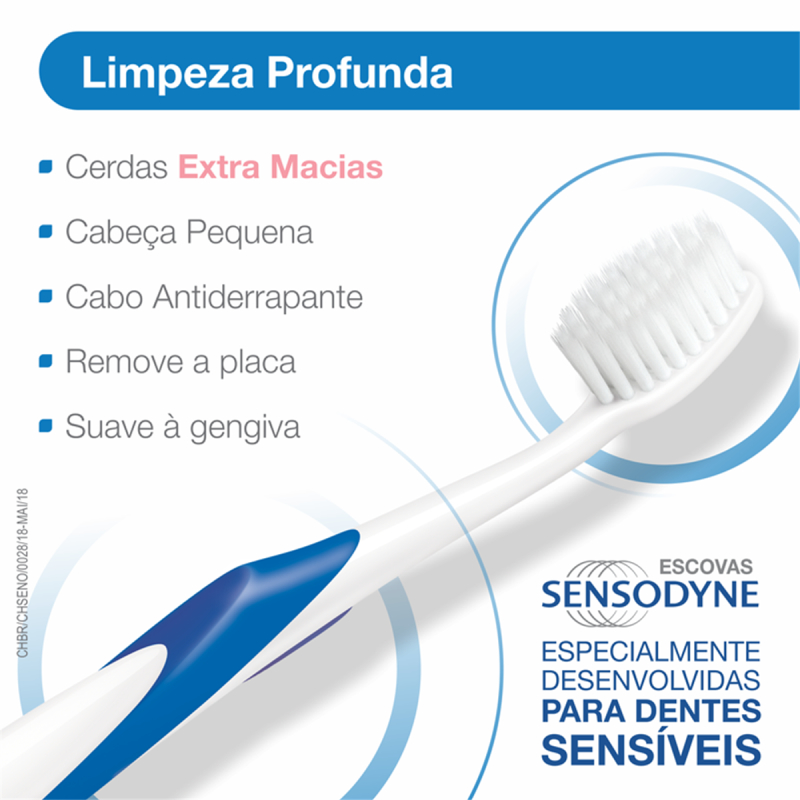 Limpeza Profunda
Cerdas Extra Macias
Cabeça Pequena
Cabo Antiderrapante
Remove a placa
Suave à gengiva
CHBR/CHSENO/0028/18-MAI/18
ESCOVAS
SENSODYNE
ESPECIALMENTE
DESENVOLVIDAS
PARA DENTES
SENSÍVEIS